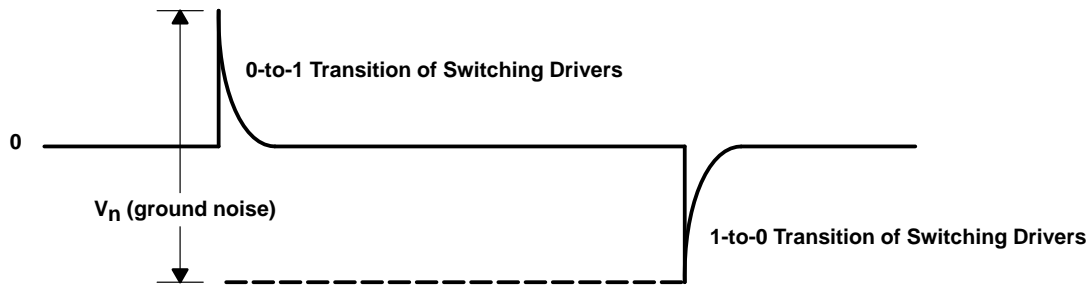 0-to-1 Transition of Switching Drivers
0
Vn (ground noise)
1-to-0 Transition of Switching Drivers